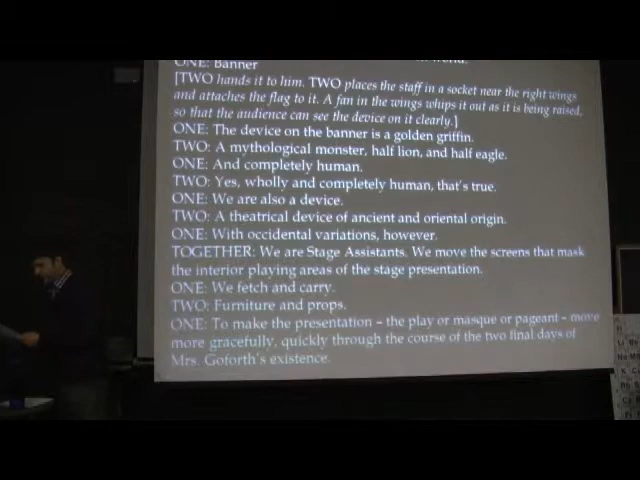 world.
ONE: Banner
[TWO hands it to him. TWO places the staff in a socket near the right wings
and attaches the flag to it. A fan in the wings whips it out as it is being raised,
so that the audience can see the device on it clearly.]
ONE: The device on the banner is a golden griffin.
TWO: A mythological monster, half lion, and half eagle.
ONE: And completely human.
TWO: Yes, wholly and completely human, that's true.
ONE: We are also a device.
TWO: A theatrical device of ancient and oriental origin.
ONE: With occidental variations, however.
TOGETHER: We are Stage Assistants. We move the screens that mask
the interior playing areas of the stage presentation.
ONE: We fetch and carry.
TWO: Furniture and props.
ONE: To make the presentation – the play or masque or pageant – move
more gracefully, quickly through the course of the two final days of
Mrs. Goforth's existence.